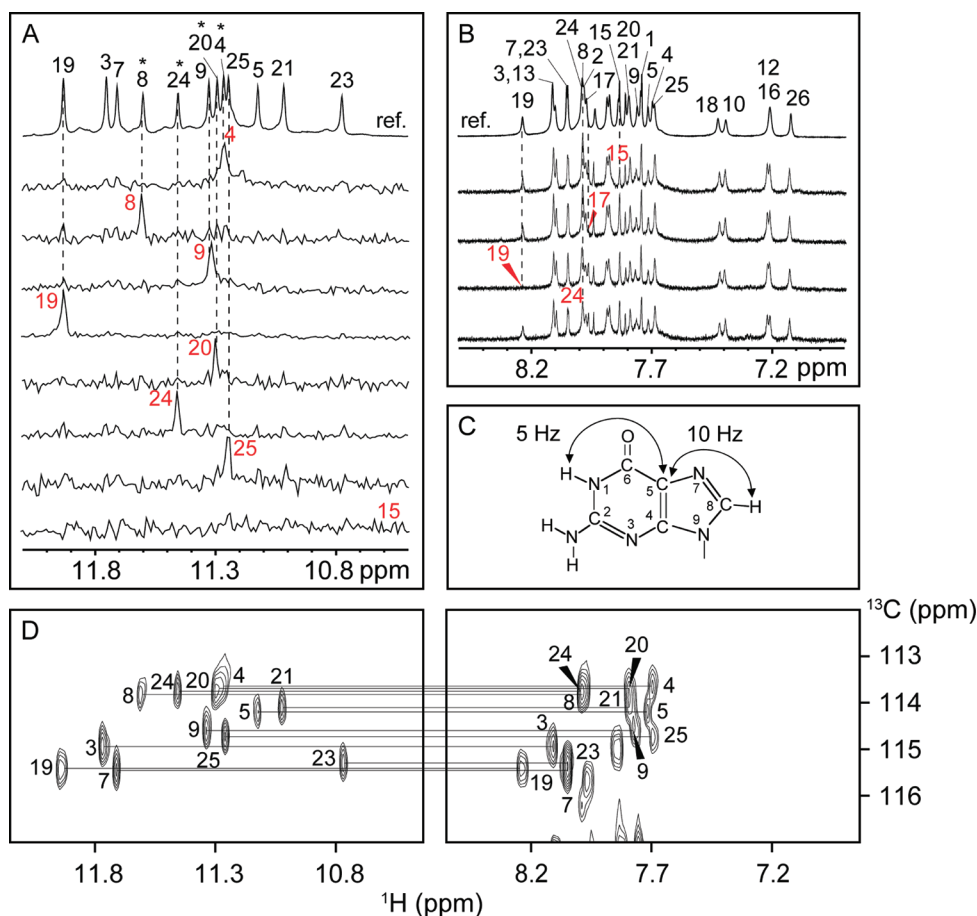 A
* * * *
19 3 7 8 24 9 20 4 25 5 21 23
ref.
4
8
9
19
20
24
25
15
11.8 11.3 10.8 ppm
B
24 8 2 15 20 1
7,23 17 21 9 5 4
3,13 25 12
19 18 10 16 26
ref.
15
17
19
24
8.2 7.7 7.2
ppm
C
5 Hz O 10 Hz
H C C N H
N 6 5 7 8 C
1 4
C 2 3 C 9
H N N N
H
D
13C (ppm)
8 24 20 4 21
5
9
3 25 23
19 7
11.8 11.3 10.8
24 20
8 21 4
5
3 25
23 9
19
7
113
114
115
116
8.2 7.7 7.2
1H (ppm)